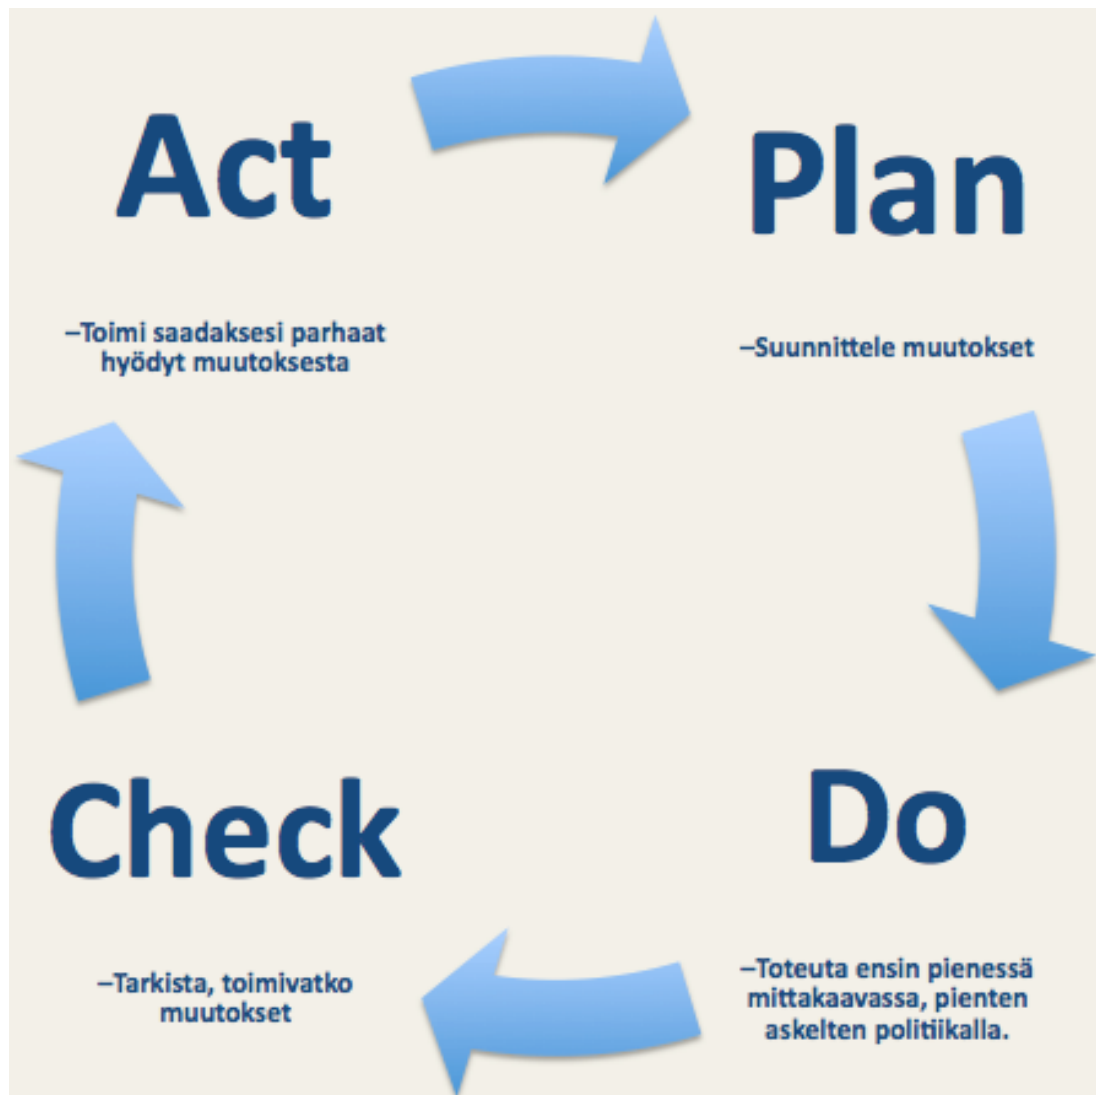 Act
–Toimi saadaksesi parhaat
hyödyt muutoksesta
Plan
–Suunnittele muutokset
Do
–Toteuta ensin pienessä
mittakaavassa, pienten
askelten politiikalla.
Check
–Tarkista, toimivatko
muutokset